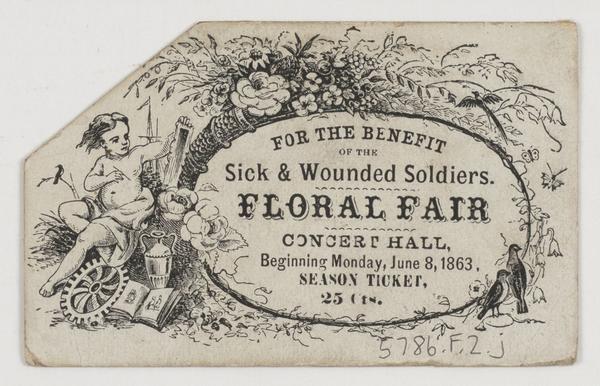 FOR THE BENEFIT
OF THE
Sick & Wounded Soldiers.
FLORAL FAIR
CONCERT HALL,
Beginning Monday, June 8, 1863.
SEASON TICKET,
25 Cts.
5786.F.2.j